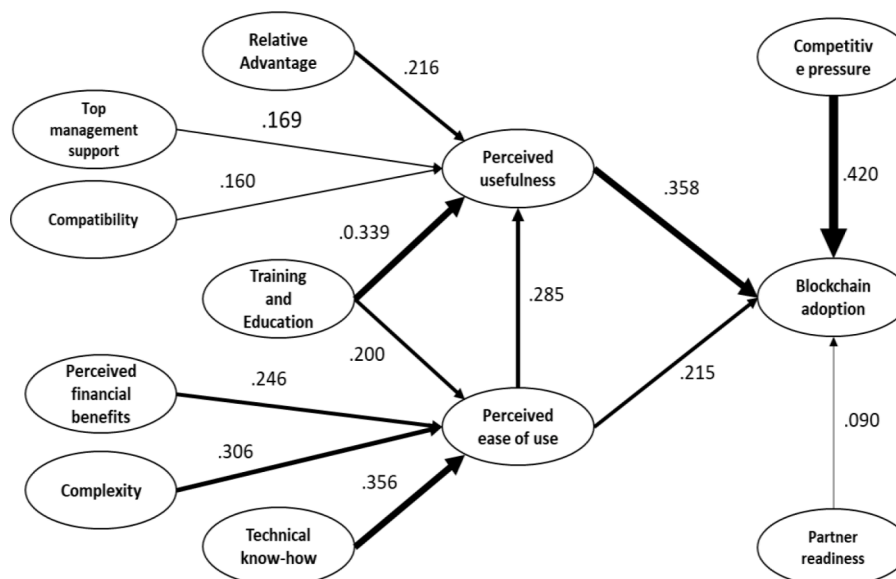 Relative
Advantage
.216
Competitiv
e pressure
Top
management
support
.169
Perceived
usefulness
.358
.420
.160
Compatibility
.0.339
Training
and
Education
.285
Blockchain
adoption
.200
.215
Perceived
financial
benefits
.246
Perceived
ease of use
.090
.306
Complexity
.356
Technical
know-how
Partner
readiness